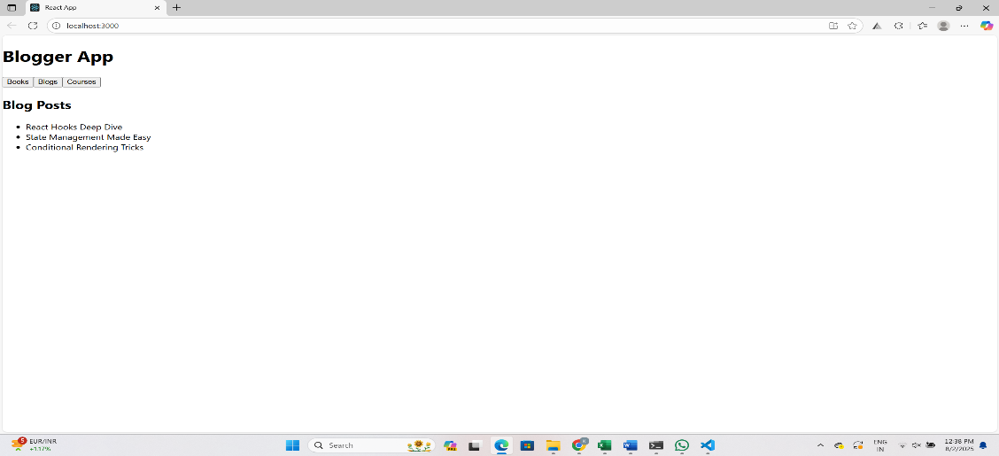 React App
localhost:3000
Blogger App
Books Blogs Courses
Blog Posts
React Hooks Deep Dive
State Management Made Easy
Conditional Rendering Tricks
5
EUR/INR
+1.17%
Search
ENG
IN
12:38 PM
8/2/2025